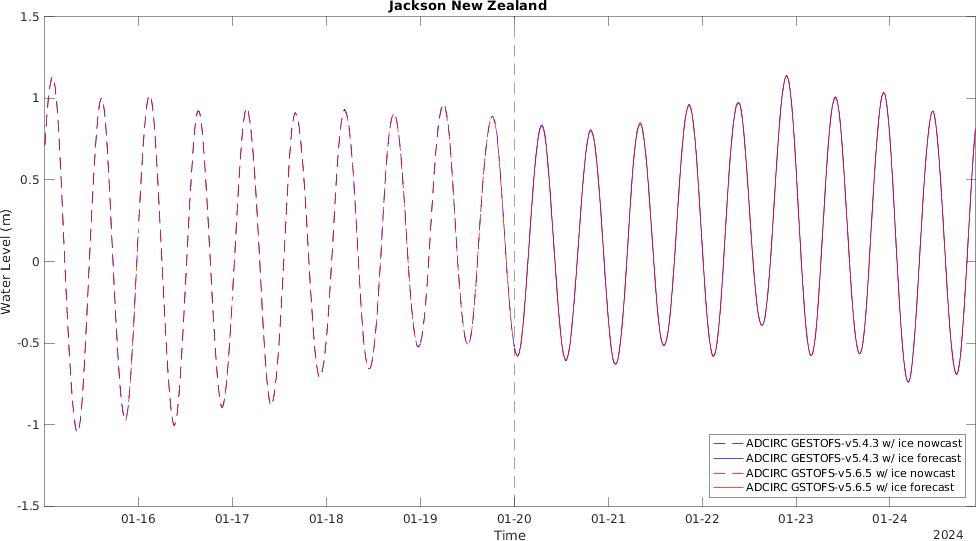 Jackson New Zealand
1.5
1
0.5
0
-0.5
-1
-1.5
Water Level (m)
ADCIRC GESTOFS-v5.4.3 w/ ice nowcast
ADCIRC GESTOFS-v5.4.3 w/ ice forecast
ADCIRC GSTOFS-v5.6.5 w/ ice nowcast
ADCIRC GSTOFS-v5.6.5 w/ ice forecast
01-16 01-17 01-18 01-19 01-20 01-21 01-22 01-23 01-24
Time
2024